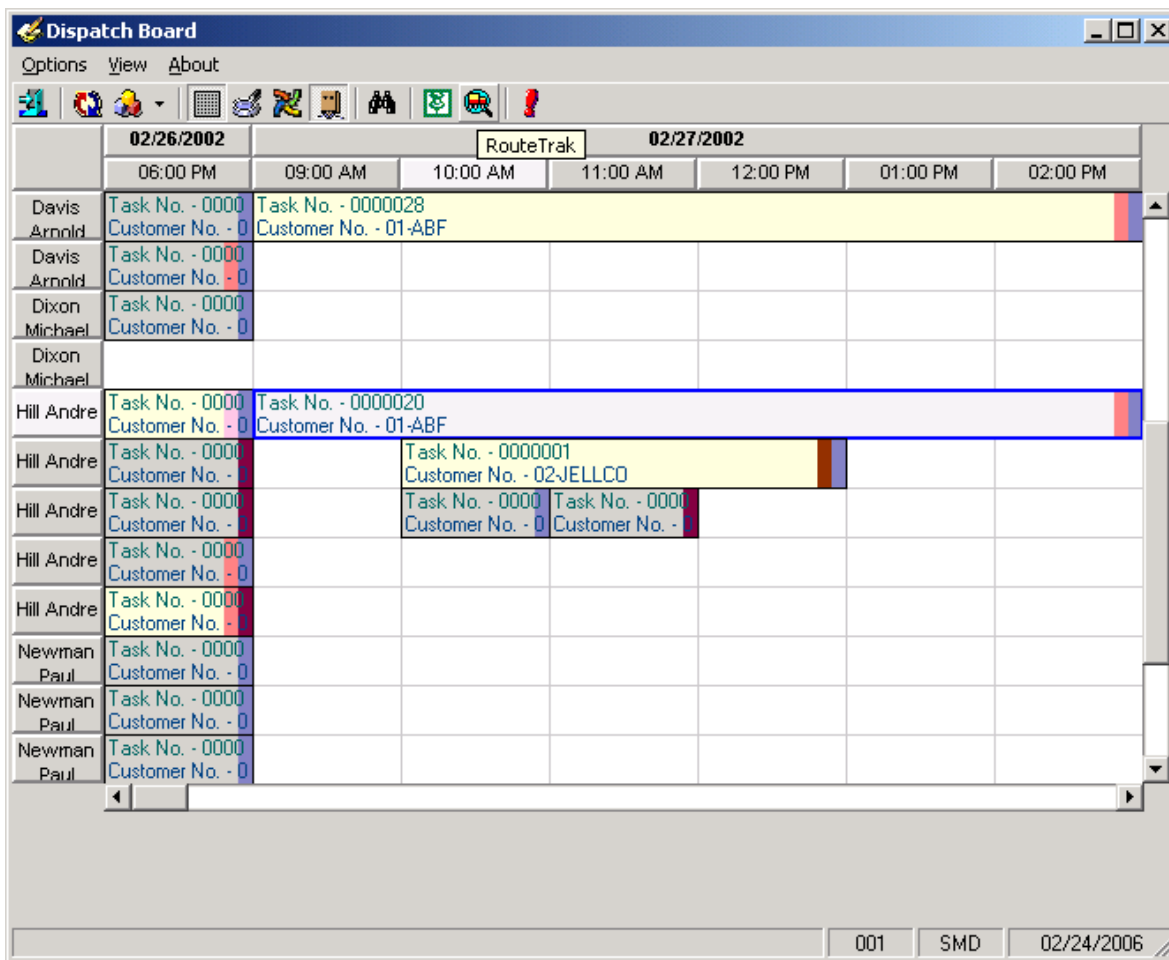 Dispatch Board
Options View About
RouteTrak
02/26/2002 02/27/2002
06:00 PM 09:00 AM 10:00 AM 11:00 AM 12:00 PM 01:00 PM 02:00 PM
Davis Task No. - 0000 Task No. - 0000028
Arnold Customer No. - 0 Customer No. - 01-ABF
Davis Task No. - 0000
Arnold Customer No. - 0
Dixon Task No. - 0000
Michael Customer No. - 0
Dixon
Michael
Hill Andre Task No. - 0000 Task No. - 0000020
Customer No. - 0 Customer No. - 01-ABF
Hill Andre Task No. - 0000 Task No. - 0000001
Customer No. - 0 Customer No. - 02-JELLCO
Hill Andre Task No. - 0000 Task No. - 0000 Task No. - 0000
Customer No. - 0 Customer No. - 0 Customer No. - 0
Hill Andre Task No. - 0000
Customer No. - 0
Hill Andre Task No. - 0000
Customer No. - 0
Newman Task No. - 0000
Paul Customer No. - 0
Newman Task No. - 0000
Paul Customer No. - 0
Newman Task No. - 0000
Paul Customer No. - 0
001 SMD 02/24/2006